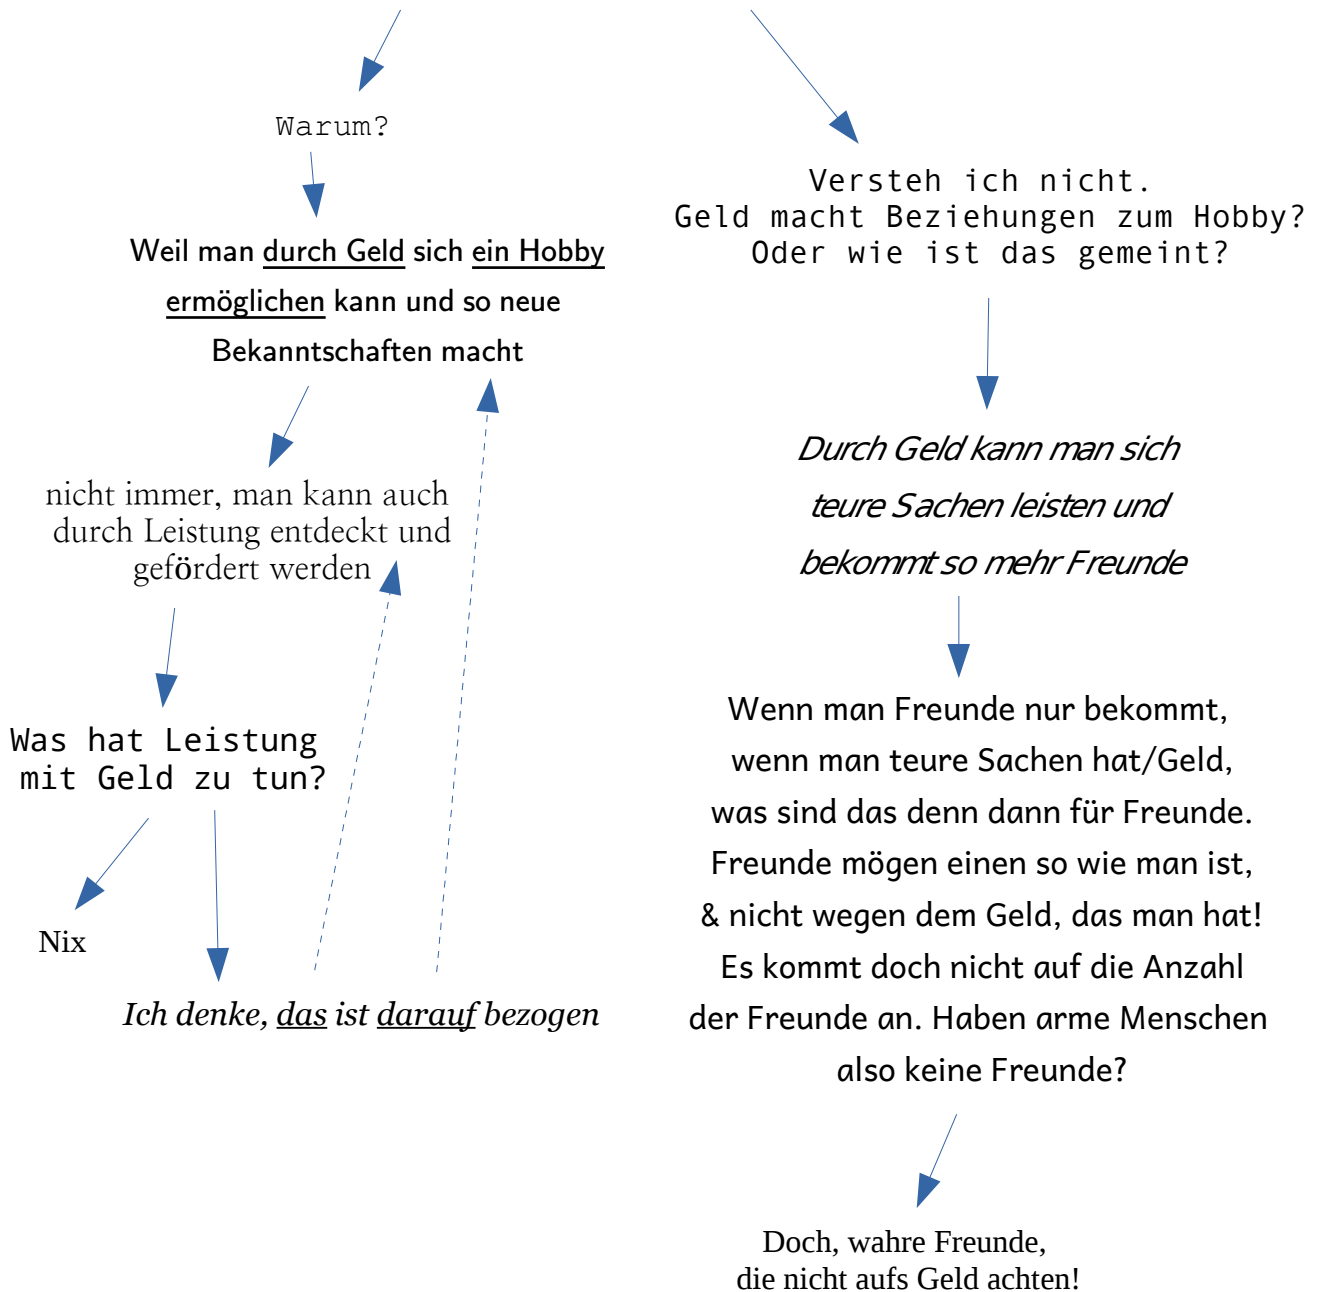 Warum?
Weil man durch Geld sich ein Hobby
ermöglichen kann und so neue
Bekanntschaften macht
nicht immer, man kann auch
durch Leistung entdeckt und
gefördert werden
Was hat Leistung
mit Geld zu tun?
Nix
Ich denke, das ist darauf bezogen
Versteh ich nicht.
Geld macht Beziehungen zum Hobby?
Oder wie ist das gemeint?
Durch Geld kann man sich
teure Sachen leisten und
bekommt so mehr Freunde
Wenn man Freunde nur bekommt,
wenn man teure Sachen hat/Geld,
was sind das denn dann für Freunde.
Freunde mögen einen so wie man ist,
& nicht wegen dem Geld, das man hat!
Es kommt doch nicht auf die Anzahl
der Freunde an. Haben arme Menschen
also keine Freunde?
Doch, wahre Freunde,
die nicht aufs Geld achten!